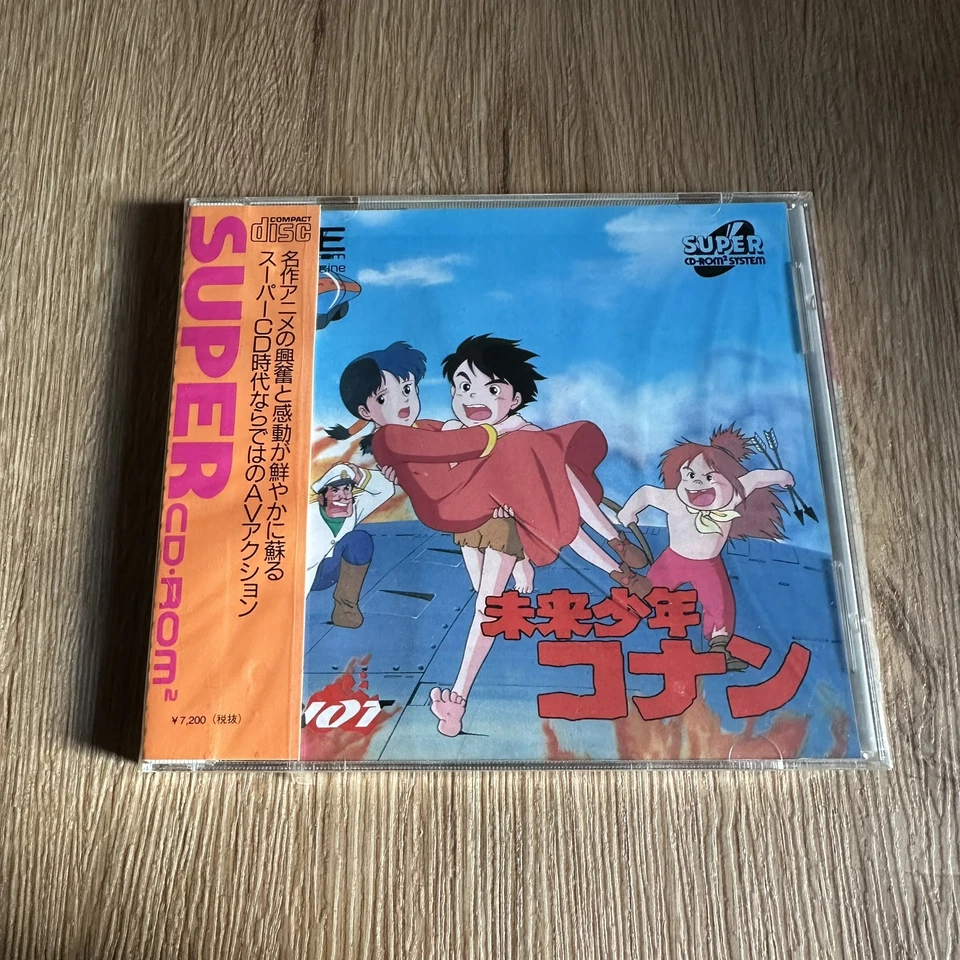 COMPACT
disc
SUPER CD-ROM²
名作アニメの興奮と感動が鮮やかに蘇る
スーパーCD時代ならではのAVアクション
¥7,200(税抜)
SUPER
CD-ROM² SYSTEM
未来少年
コナン